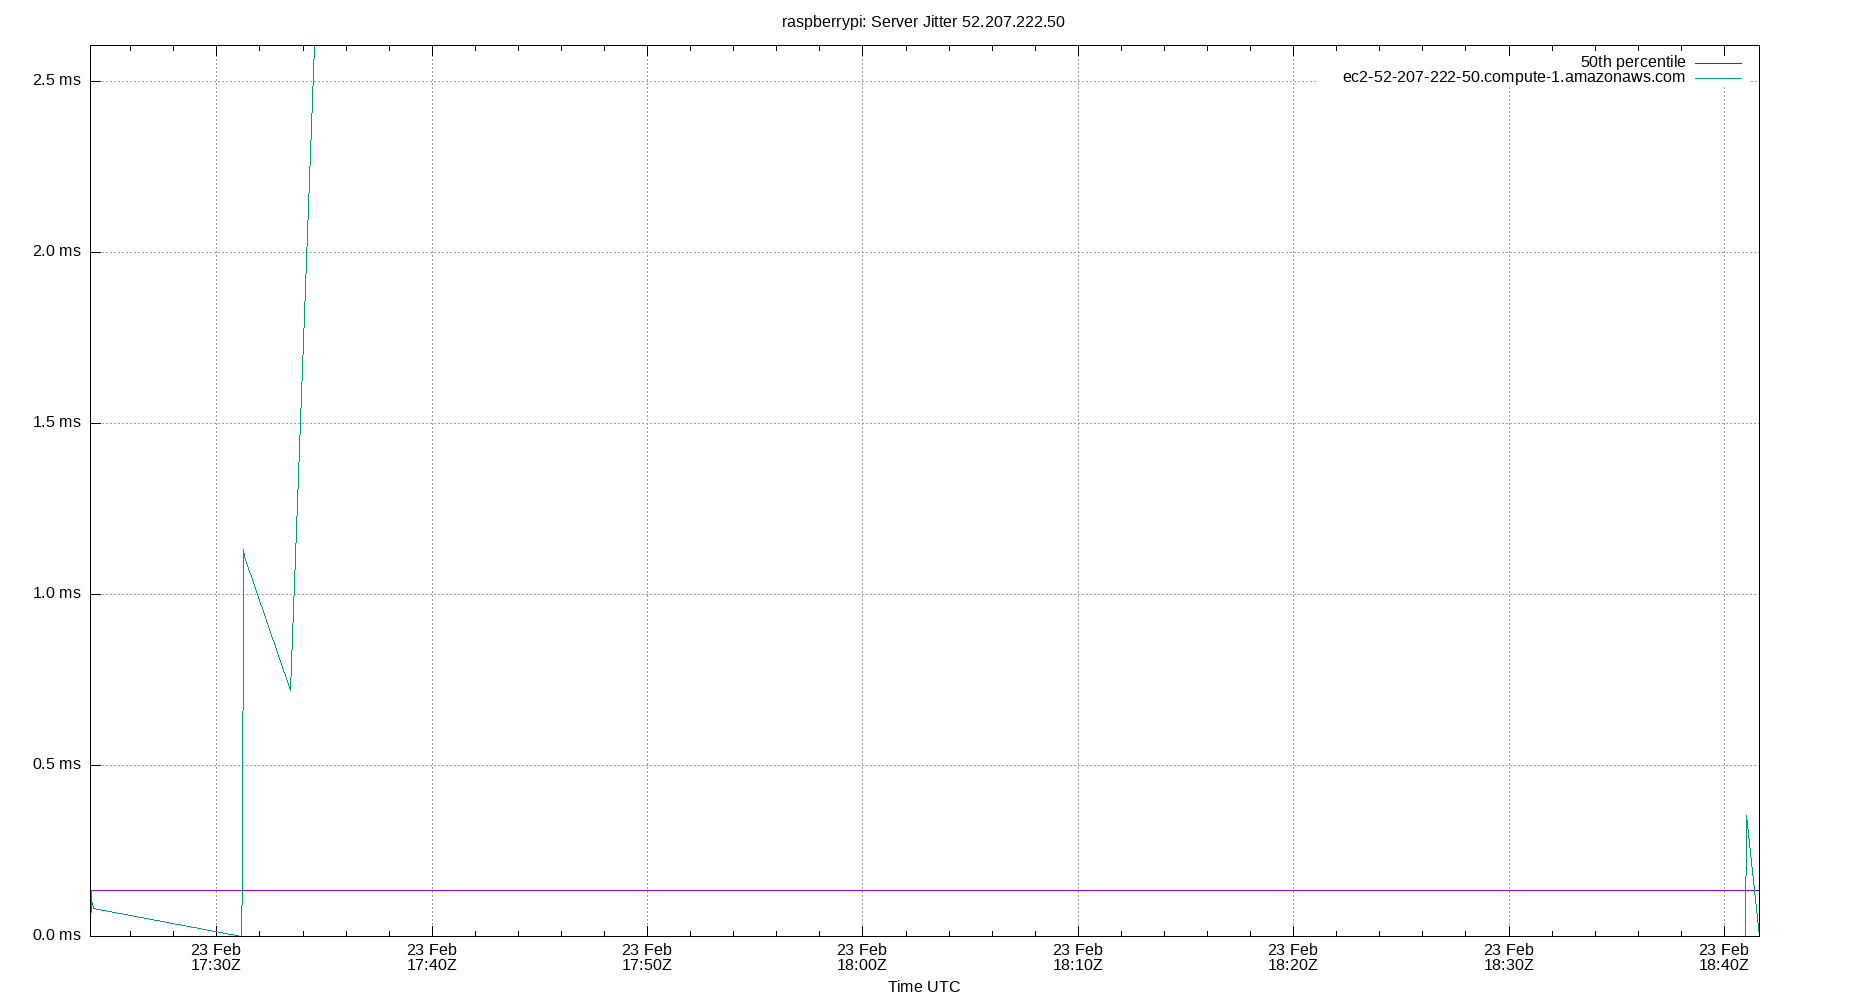 raspberrypi: Server Jitter 52.207.222.50
50th percentile
ec2-52-207-222-50.compute-1.amazonaws.com
2.5 ms
2.0 ms
1.5 ms
1.0 ms
0.5 ms
0.0 ms
23 Feb 23 Feb 23 Feb 23 Feb 23 Feb 23 Feb 23 Feb 23 Feb
17:30Z 17:40Z 17:50Z 18:00Z 18:10Z 18:20Z 18:30Z 18:40Z
Time UTC